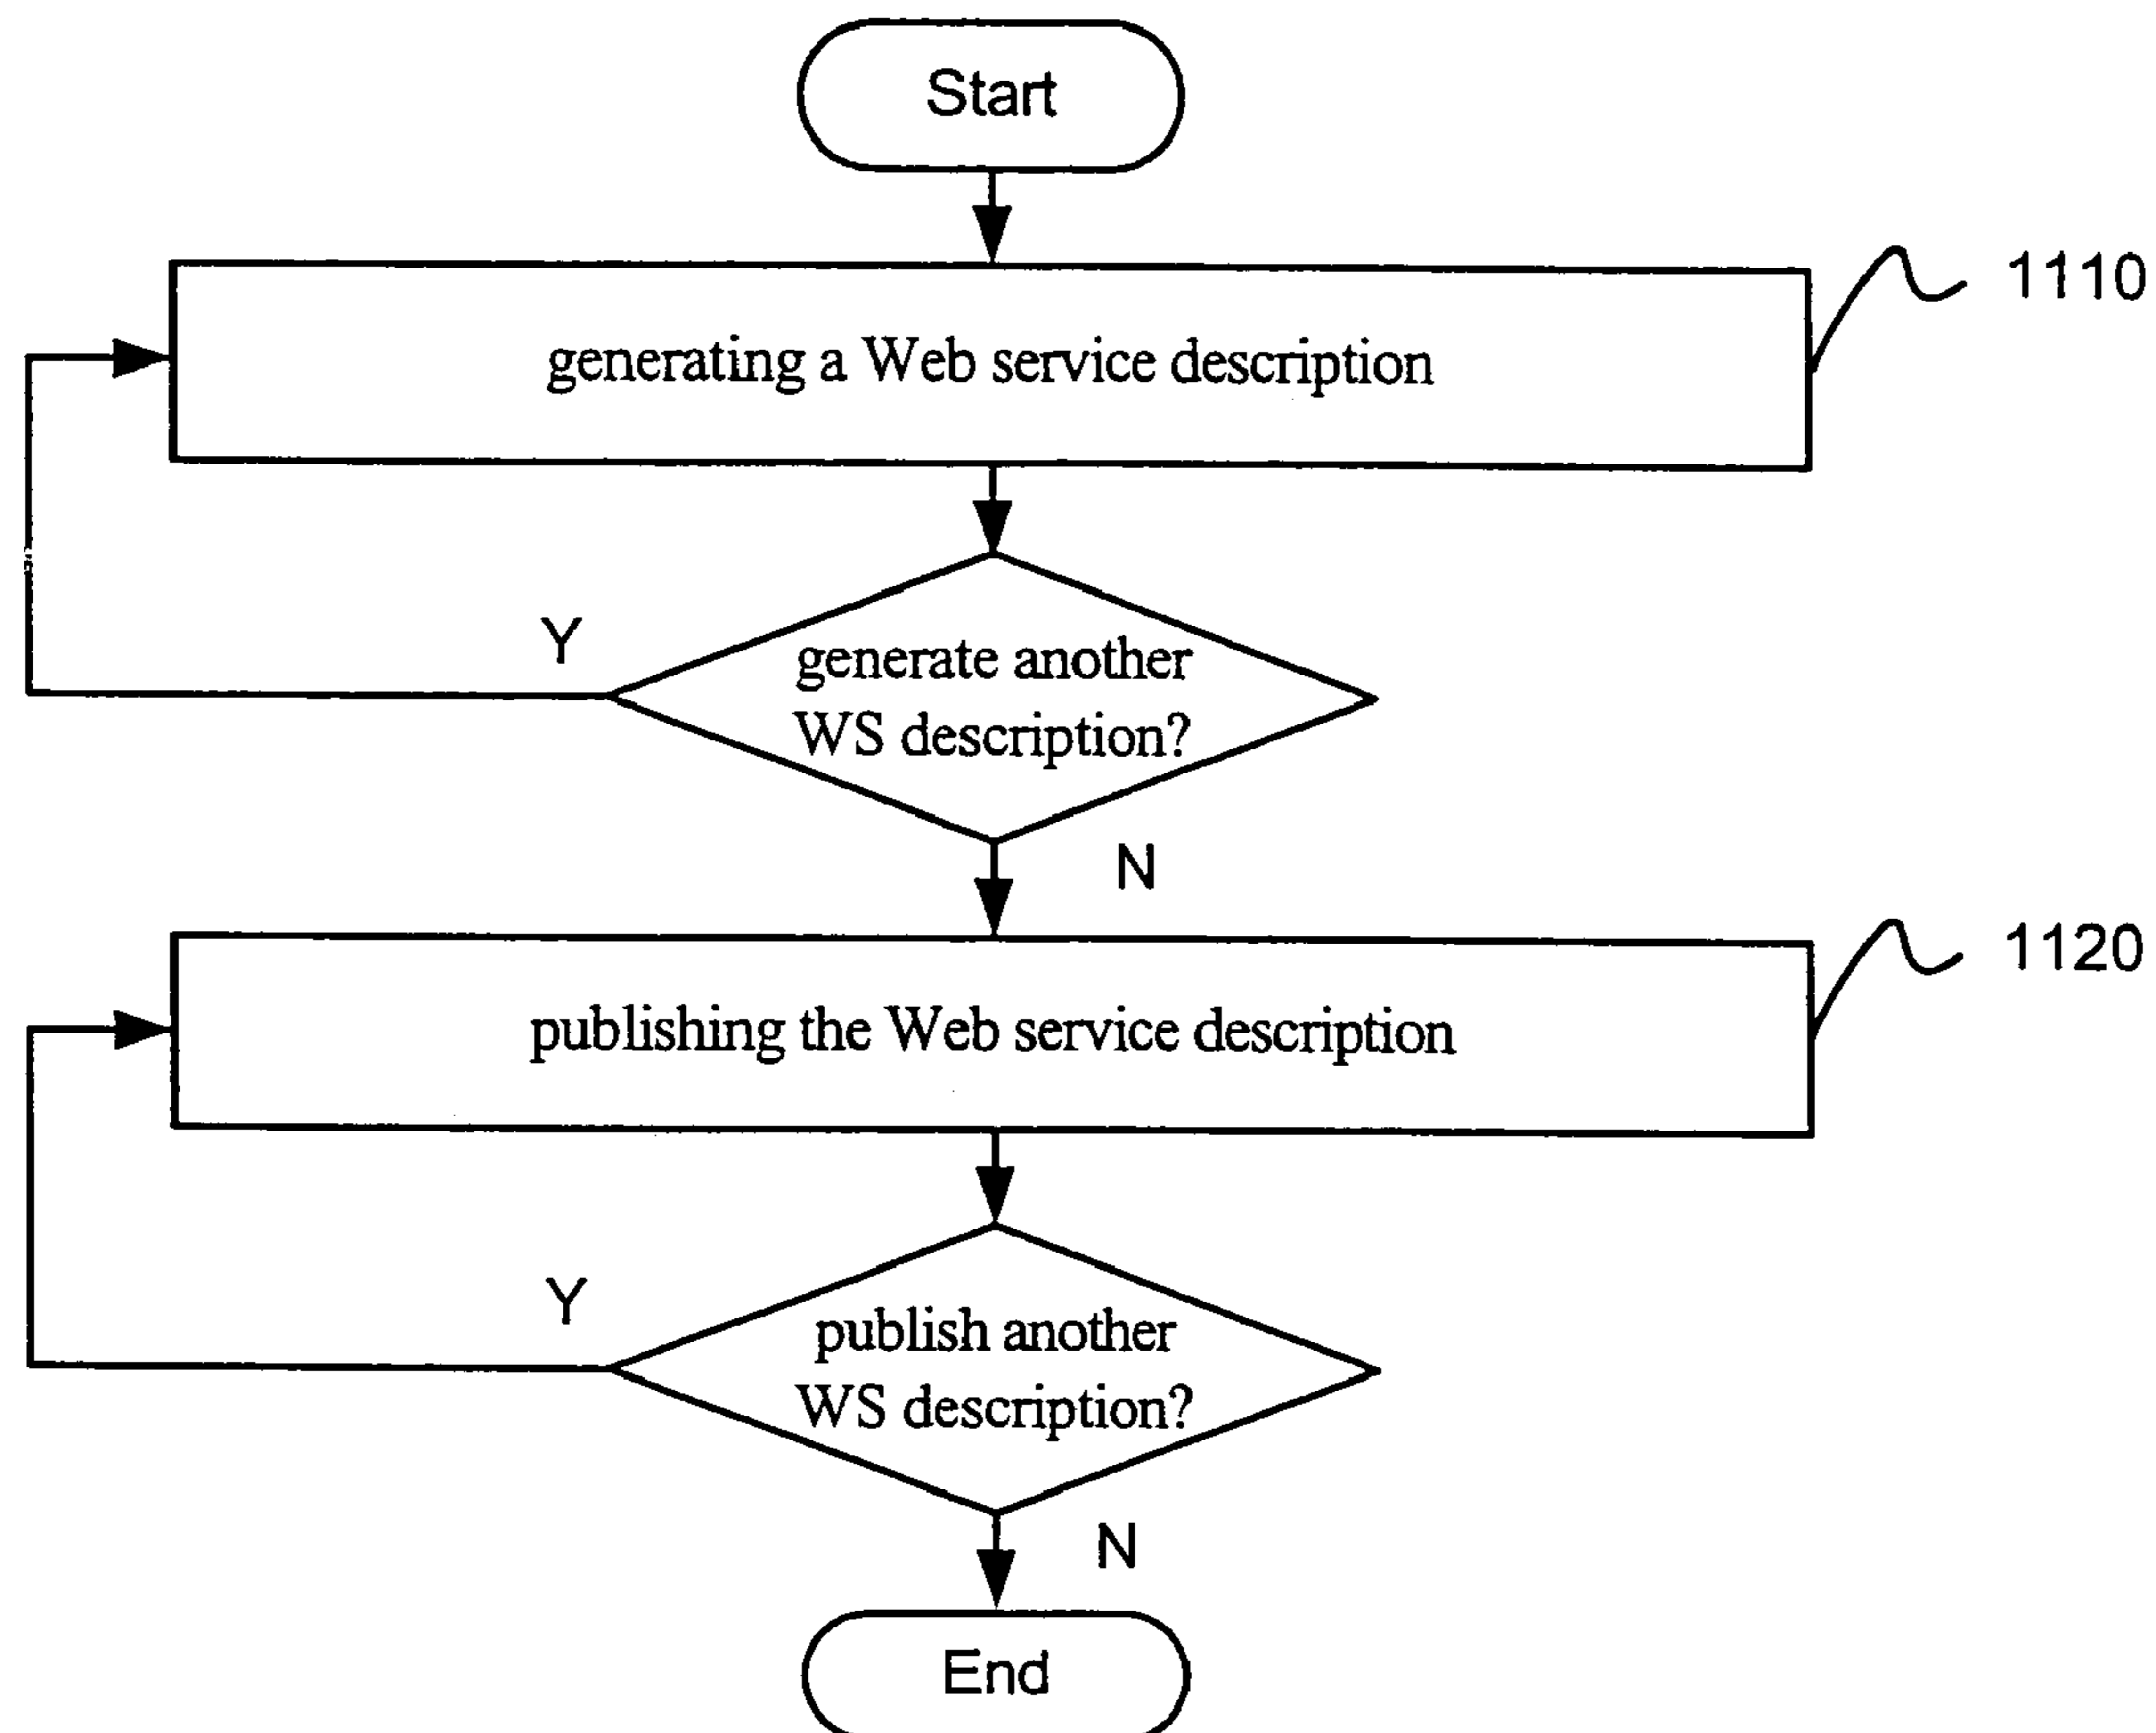 Start
generating a Web service description
1110
Y
generate another
WS description?
N
publishing the Web service description
1120
Y
publish another
WS description?
N
End